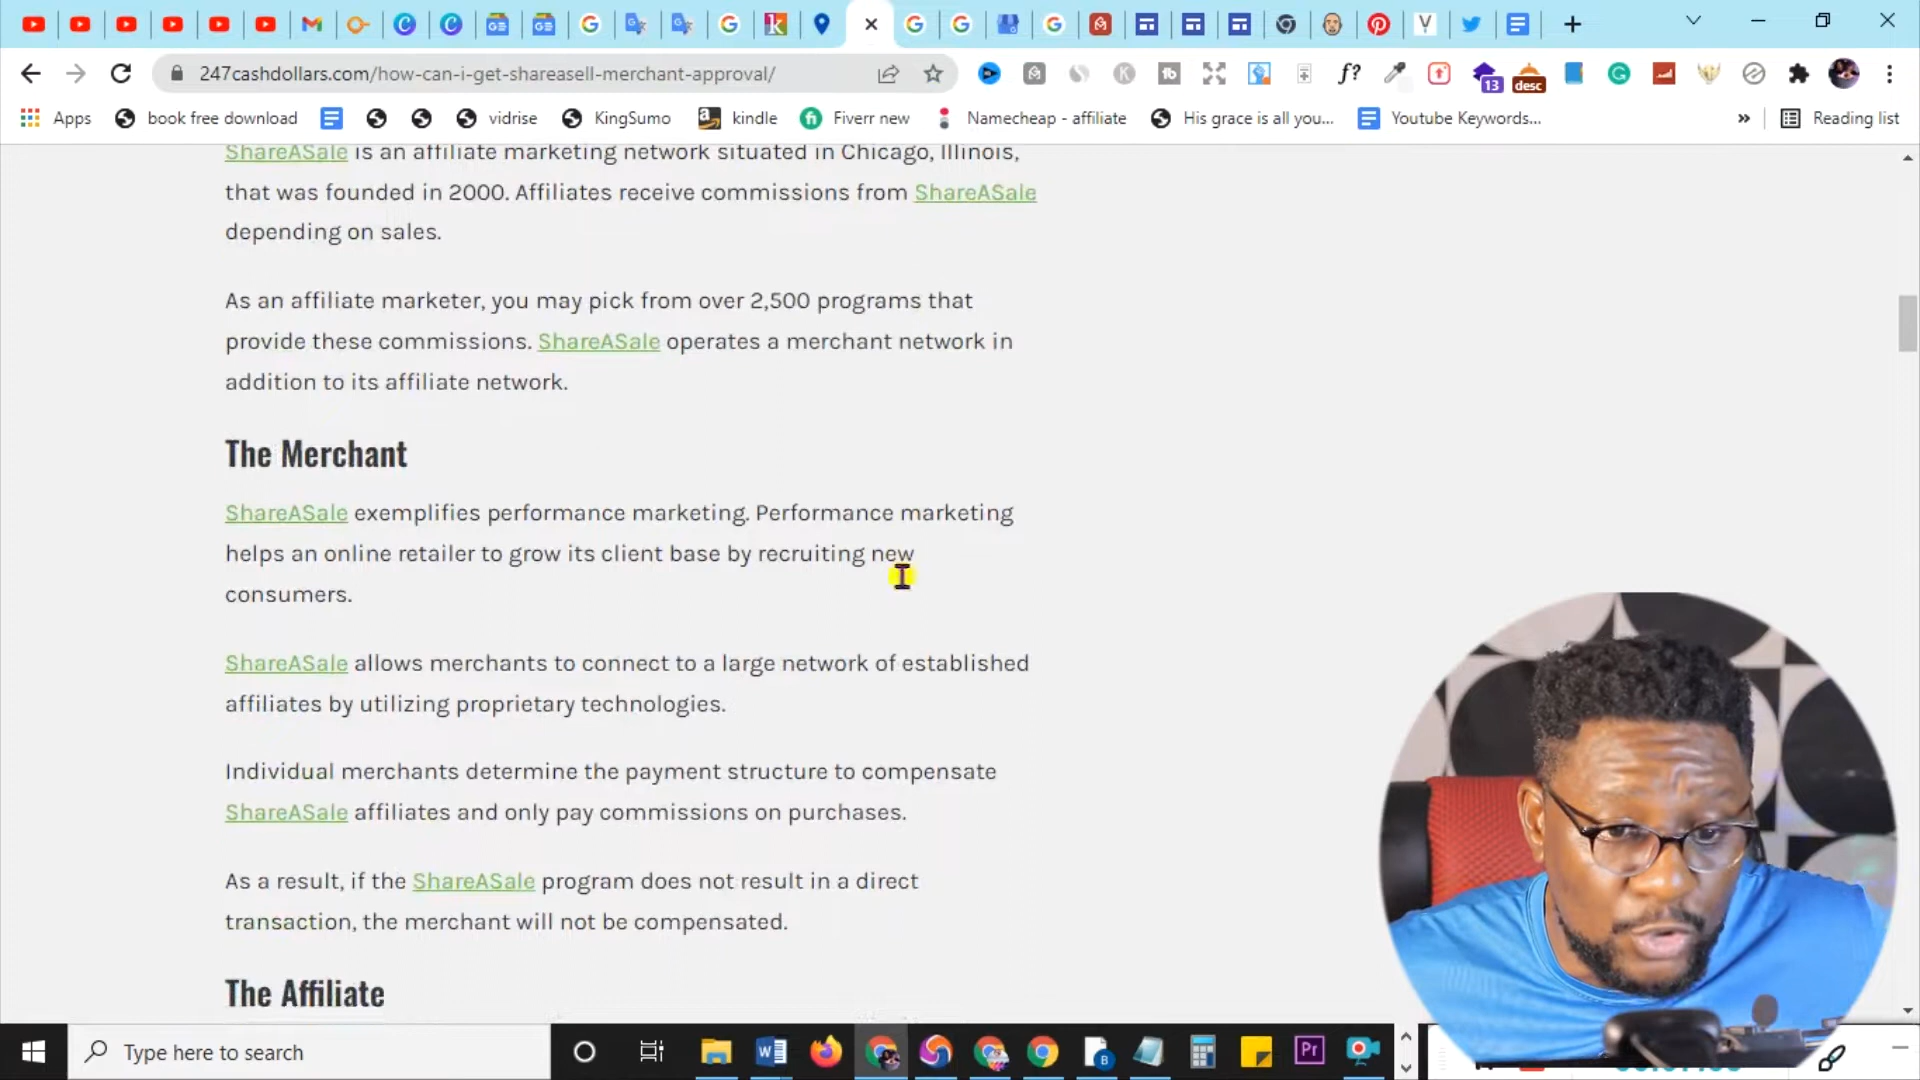 247cashdollars.com/how-can-i-get-shareasell-merchant-approval/
f?
13
desc
Apps
book free download
vidrise
KingSumo
kindle
Fiverr new
Namecheap - affiliate
His grace is all you...
Youtube Keywords...
»
Reading list
ShareASale is an affiliate marketing network situated in Chicago, Illinois,
that was founded in 2000. Affiliates receive commissions from ShareASale
depending on sales.
As an affiliate marketer, you may pick from over 2,500 programs that
provide these commissions. ShareASale operates a merchant network in
addition to its affiliate network.
The Merchant
ShareASale exemplifies performance marketing. Performance marketing
helps an online retailer to grow its client base by recruiting new
consumers.
ShareASale allows merchants to connect to a large network of established
affiliates by utilizing proprietary technologies.
Individual merchants determine the payment structure to compensate
ShareASale affiliates and only pay commissions on purchases.
As a result, if the ShareASale program does not result in a direct
transaction, the merchant will not be compensated.
The Affiliate
Type here to search
Pr